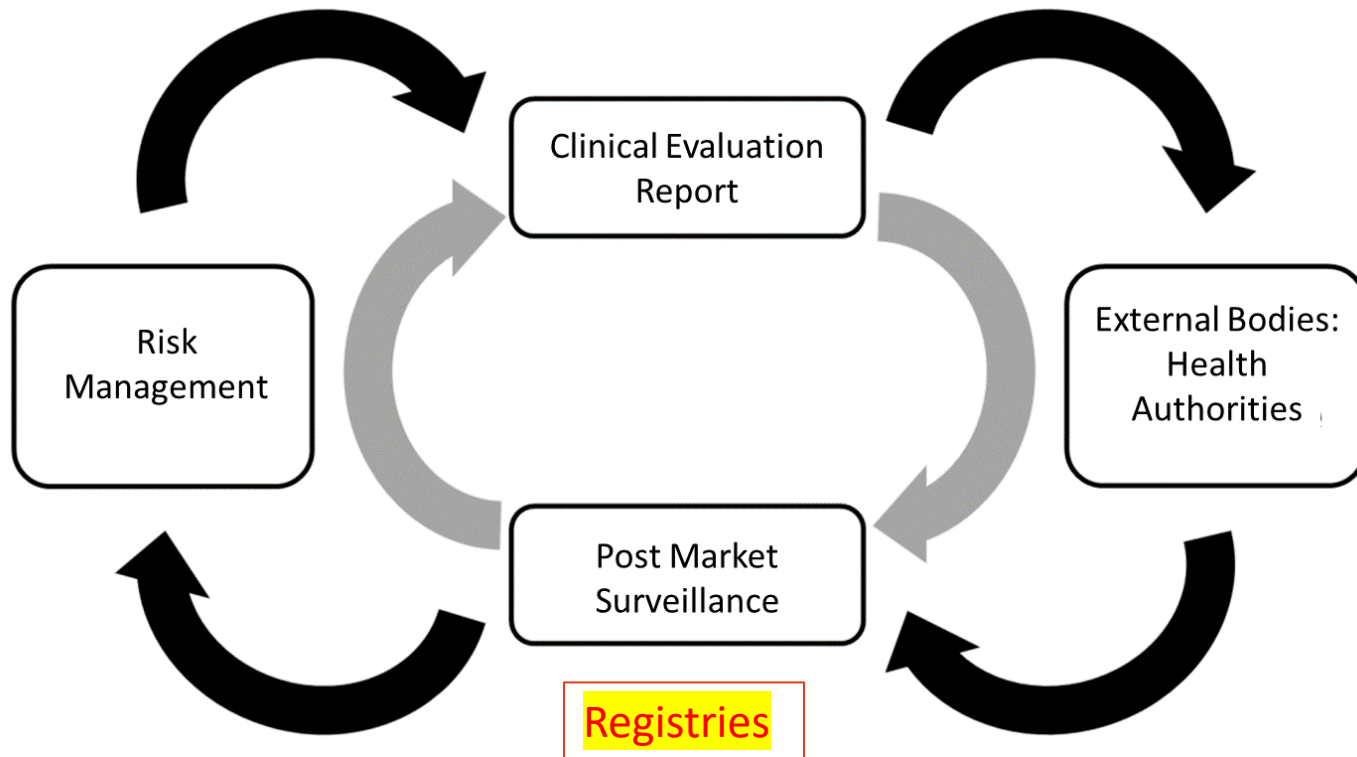 Clinical Evaluation
Report
Risk
Management
External Bodies:
Health
Authorities
Post Market
Surveillance
Registries